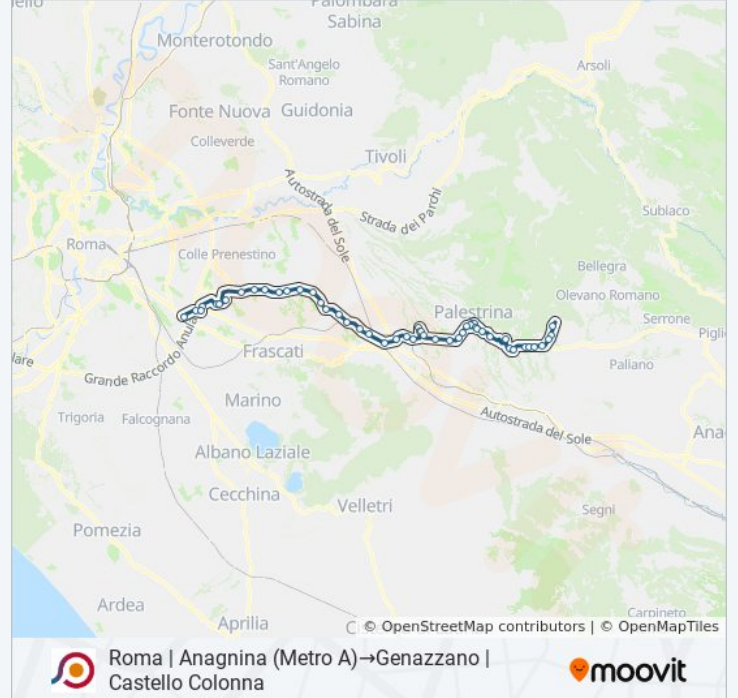 Palombara
Sabina
Monterotondo
Sant'Angelo
Romano
Arsoli
Fonte Nuova
Guidonia
Colleverde
Tivoli
Autostrada del Sole
Strada dei Parchi
Subiaco
Roma
Colle Prenestino
Bellegra
Olevano Romano
Palestrina
Serrone
Grande Raccordo Anula
Frascati
Paliano
Marino
Trigoria
Falcognana
Autostrada del Sole
Albano Laziale
Cecchina
Velletri
Segni
Pomezia
Ardea
Aprilia
Carpineto
© OpenStreetMap contributors | © OpenMapTiles
Roma | Anagnina (Metro A)→Genazzano |
Castello Colonna
moovit